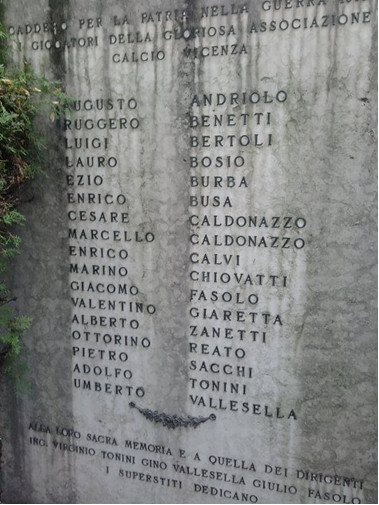 CADDERO PER LA PATRIA NELLA GUERRA
I GIOCATORI DELLA GLORIOSA ASSOCIAZIONE
CALCIO VICENZA
AUGUSTO ANDRIOLO
RUGGERO BENETTI
LUIGI BERTOLI
LAURO BOSIO
EZIO BURBA
ENRICO BUSA
CESARE CALDONAZZO
MARCELLO CALDONAZZO
ENRICO CALVI
MARINO CHIOVATTI
GIACOMO FASOLO
VALENTINO GIARETTA
ALBERTO ZANETTI
OTTORINO REATO
PIETRO SACCHI
ADOLFO TONINI
UMBERTO VALLESELLA
ALLA LORO SACRA MEMORIA E A QUELLA DEI DIRIGENTI
ING. VIRGINIO TONINI GINO VALLESELLA GIULIO FASOLO
I SUPERSTITI DEDICANO